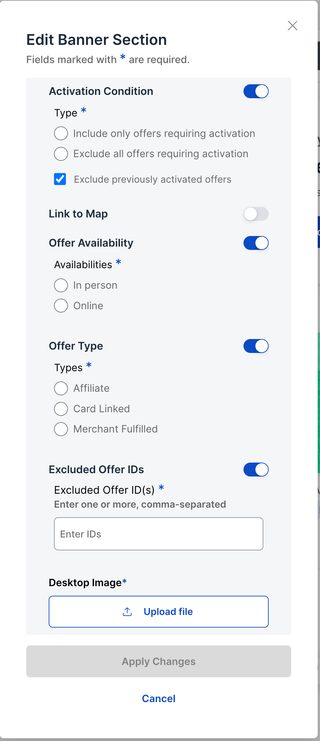 Edit Banner Section
Fields marked with * are required.
Activation Condition
Type *
Include only offers requiring activation
Exclude all offers requiring activation
Exclude previously activated offers
Link to Map
Offer Availability
Availabilities *
In person
Online
Offer Type
Types *
Affiliate
Card Linked
Merchant Fulfilled
Excluded Offer IDs
Excluded Offer ID(s) *
Enter one or more, comma-separated
Enter IDs
Desktop Image*
Upload file
Apply Changes
Cancel